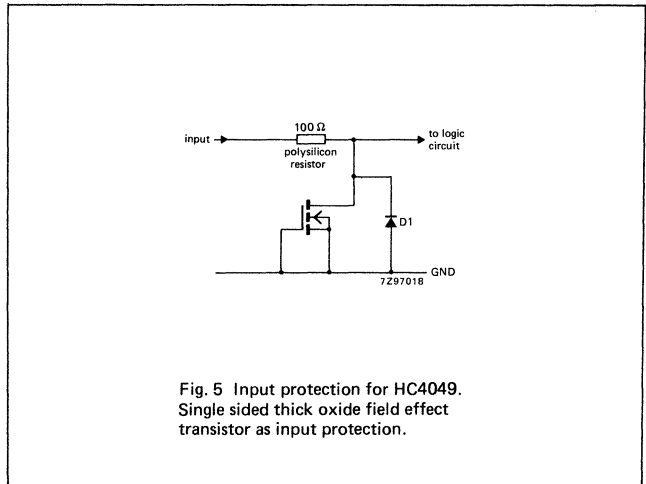 100 Ω
input
to logic
circuit
polysilicon
resistor
D1
GND
7Z97018
Fig. 5 Input protection for HC4049.
Single sided thick oxide field effect
transistor as input protection.